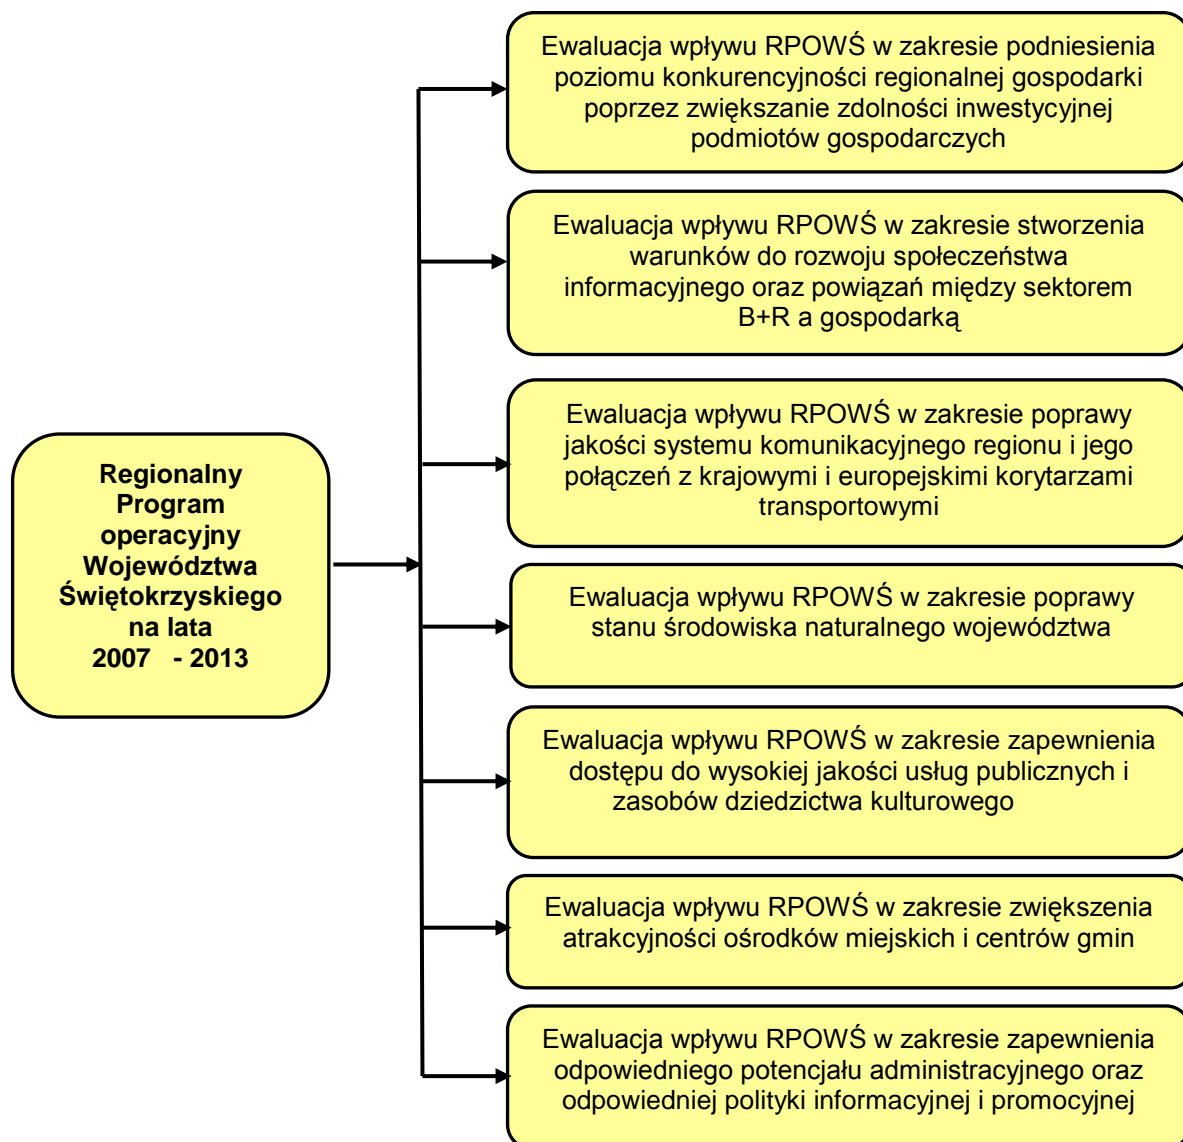 Ewaluacja wpływu RPOWŚ w zakresie podniesienia
poziomu konkurencyjności regionalnej gospodarki
poprzez zwiększanie zdolności inwestycyjnej
podmiotów gospodarczych
Ewaluacja wpływu RPOWŚ w zakresie stworzenia
warunków do rozwoju społeczeństwa
informacyjnego oraz powiązań między sektorem
B+R a gospodarką
Ewaluacja wpływu RPOWŚ w zakresie poprawy
jakości systemu komunikacyjnego regionu i jego
połączeń z krajowymi i europejskimi korytarzami
transportowymi
Regionalny
Program
operacyjny
Województwa
Świętokrzyskiego
na lata
2007 - 2013
Ewaluacja wpływu RPOWŚ w zakresie poprawy
stanu środowiska naturalnego województwa
Ewaluacja wpływu RPOWŚ w zakresie zapewnienia
dostępu do wysokiej jakości usług publicznych i
zasobów dziedzictwa kulturowego
Ewaluacja wpływu RPOWŚ w zakresie zwiększenia
atrakcyjności ośrodków miejskich i centrów gmin
Ewaluacja wpływu RPOWŚ w zakresie zapewnienia
odpowiedniego potencjału administracyjnego oraz
odpowiedniej polityki informacyjnej i promocyjnej